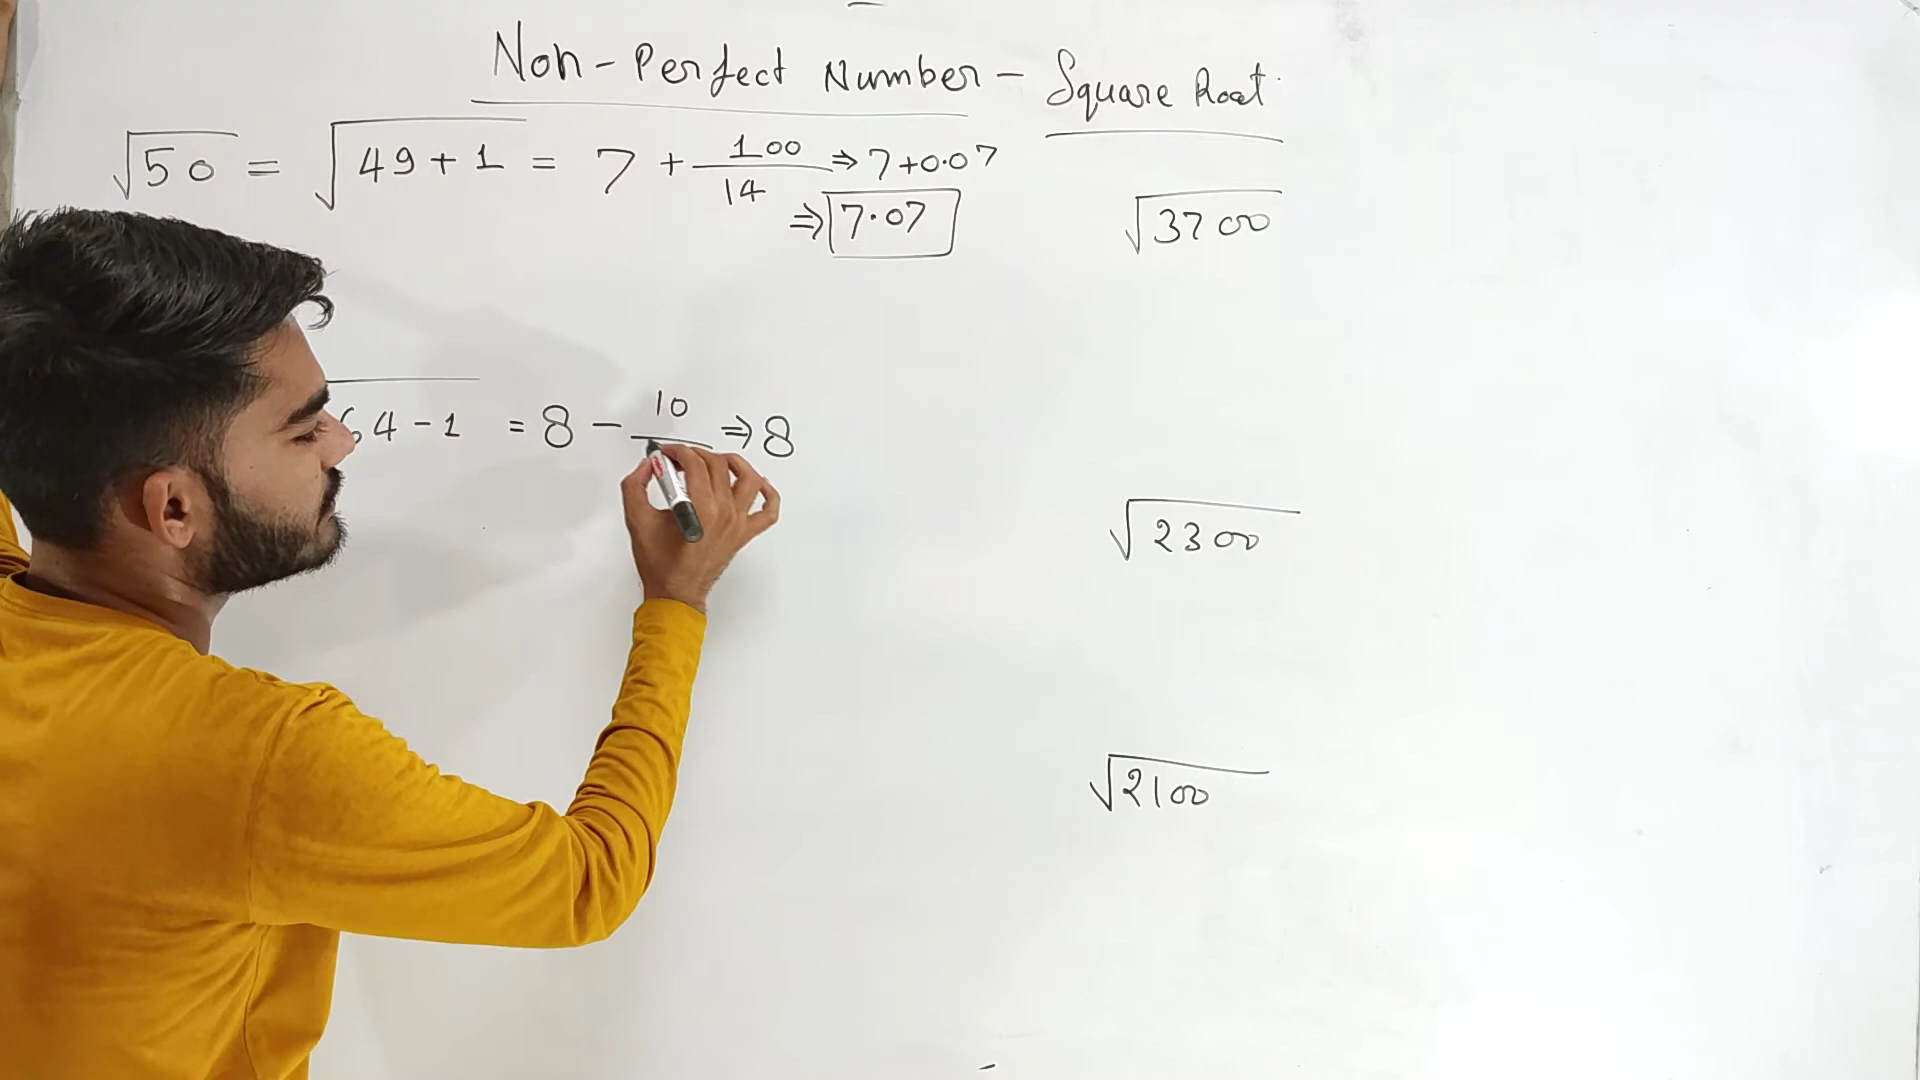 Non-Perfect Number - Square Root
√50 = √49+1 = 7 + 100/14 ⇒ 7+0.07
⇒ 7.07
√3700
64-1 = 8 - 10 ⇒ 8
√2300
√2100